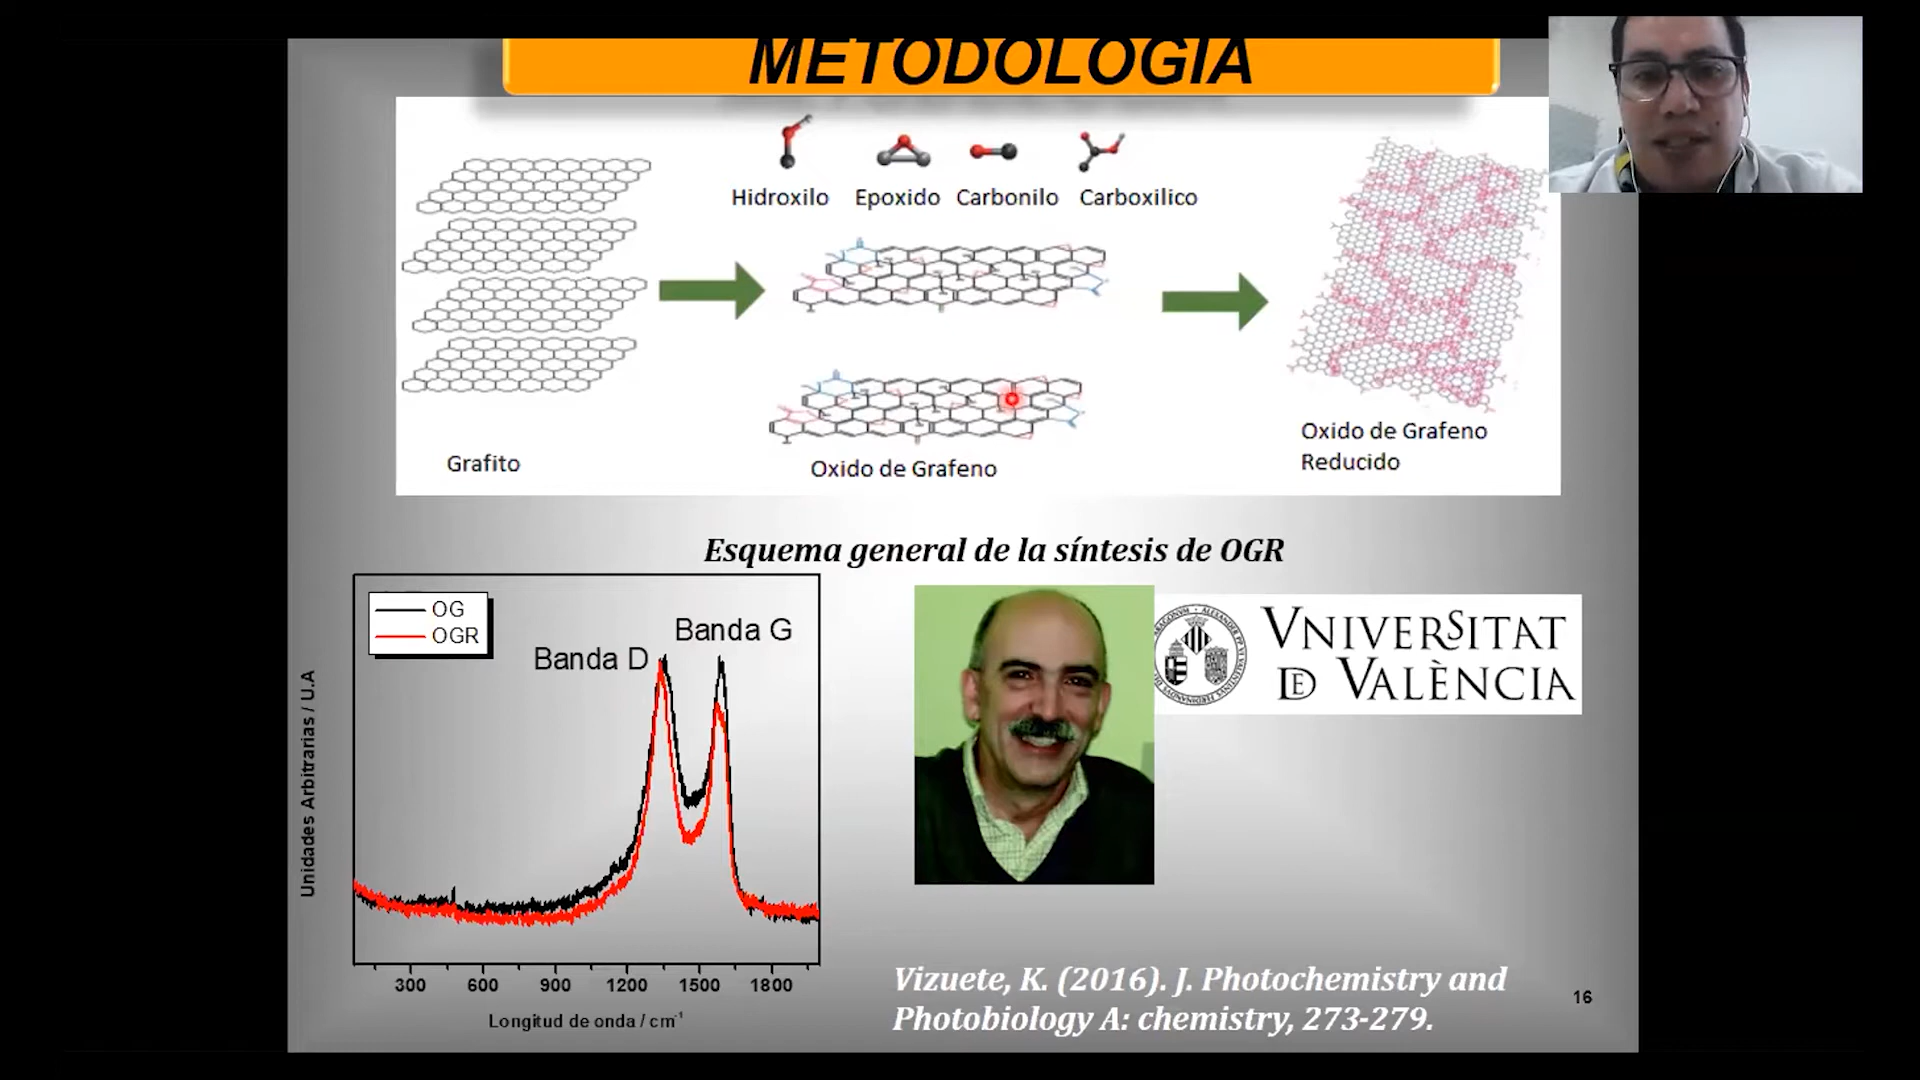 METODOLOGIA
Hidroxilo
Epoxido
Carbonilo
Carboxilico
Grafito
Oxido de Grafeno
Oxido de Grafeno
Reducido
Esquema general de la síntesis de OGR
OG
OGR
Banda D
Banda G
Unidades Arbitrarias / U.A
300 600 900 1200 1500 1800
Longitud de onda / cm⁻¹
VNIVERSITAT
DE VALÈNCIA
Vizuete, K. (2016). J. Photochemistry and
Photobiology A: chemistry, 273-279.
16